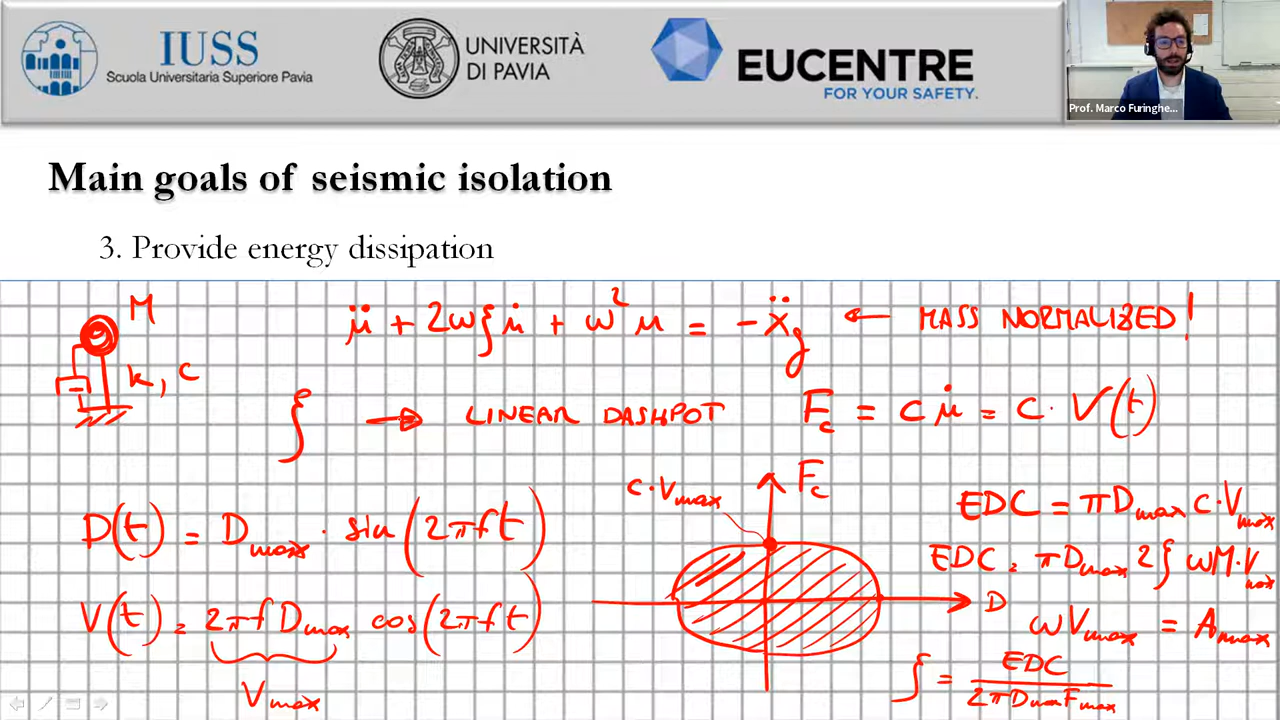 IUSS
Scuola Universitaria Superiore Pavia
UNIVERSITÀ
DI PAVIA
EUCENTRE
FOR YOUR SAFETY.
Prof. Marco Furinghe...
Main goals of seismic isolation
3. Provide energy dissipation
M
k, c
ü + 2ωξu̇ + ω²u = -ẍg ← MASS NORMALIZED!
ξ → LINEAR DASHPOT Fc = c u̇ = c · V(t)
D(t) = Dmax · sin(2πft)
V(t) = 2πf Dmax cos(2πft)
Vmax
c·Vmax
Fc
D
EDC = πDmax c·Vmax
EDC = πDmax 2ξωM·Vmax
ωVmax = Amax
ξ = EDC / 2πDmaxFmax